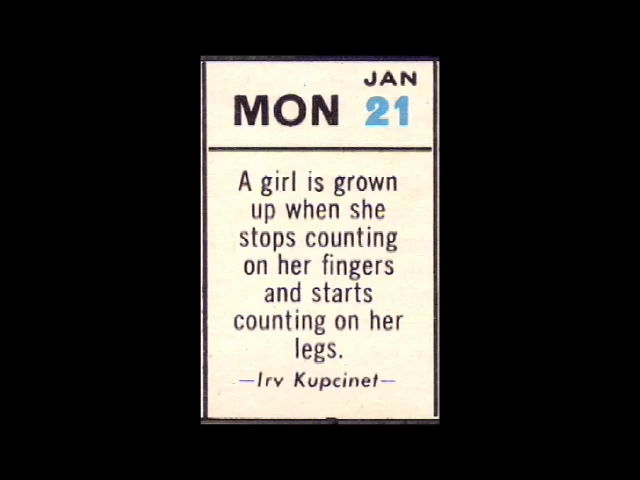 JAN
MON 21
A girl is grown
up when she
stops counting
on her fingers
and starts
counting on her
legs.
—Irv Kupcinet—